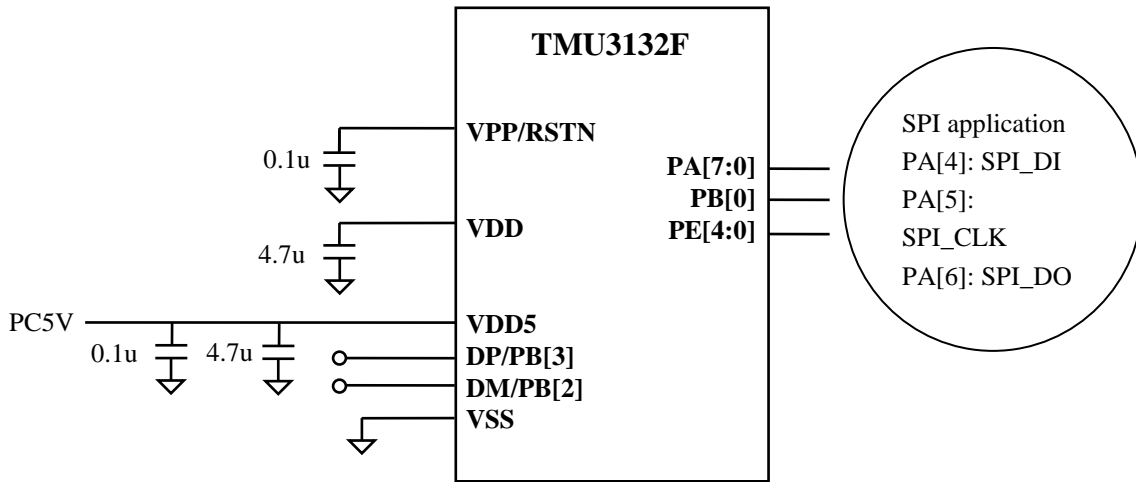 TMU3132F
VPP/RSTN
0.1u
VDD
4.7u
PC5V
VDD5
0.1u
4.7u
DP/PB[3]
DM/PB[2]
VSS
PA[7:0]
PB[0]
PE[4:0]
SPI application
PA[4]: SPI_DI
PA[5]:
SPI_CLK
PA[6]: SPI_DO